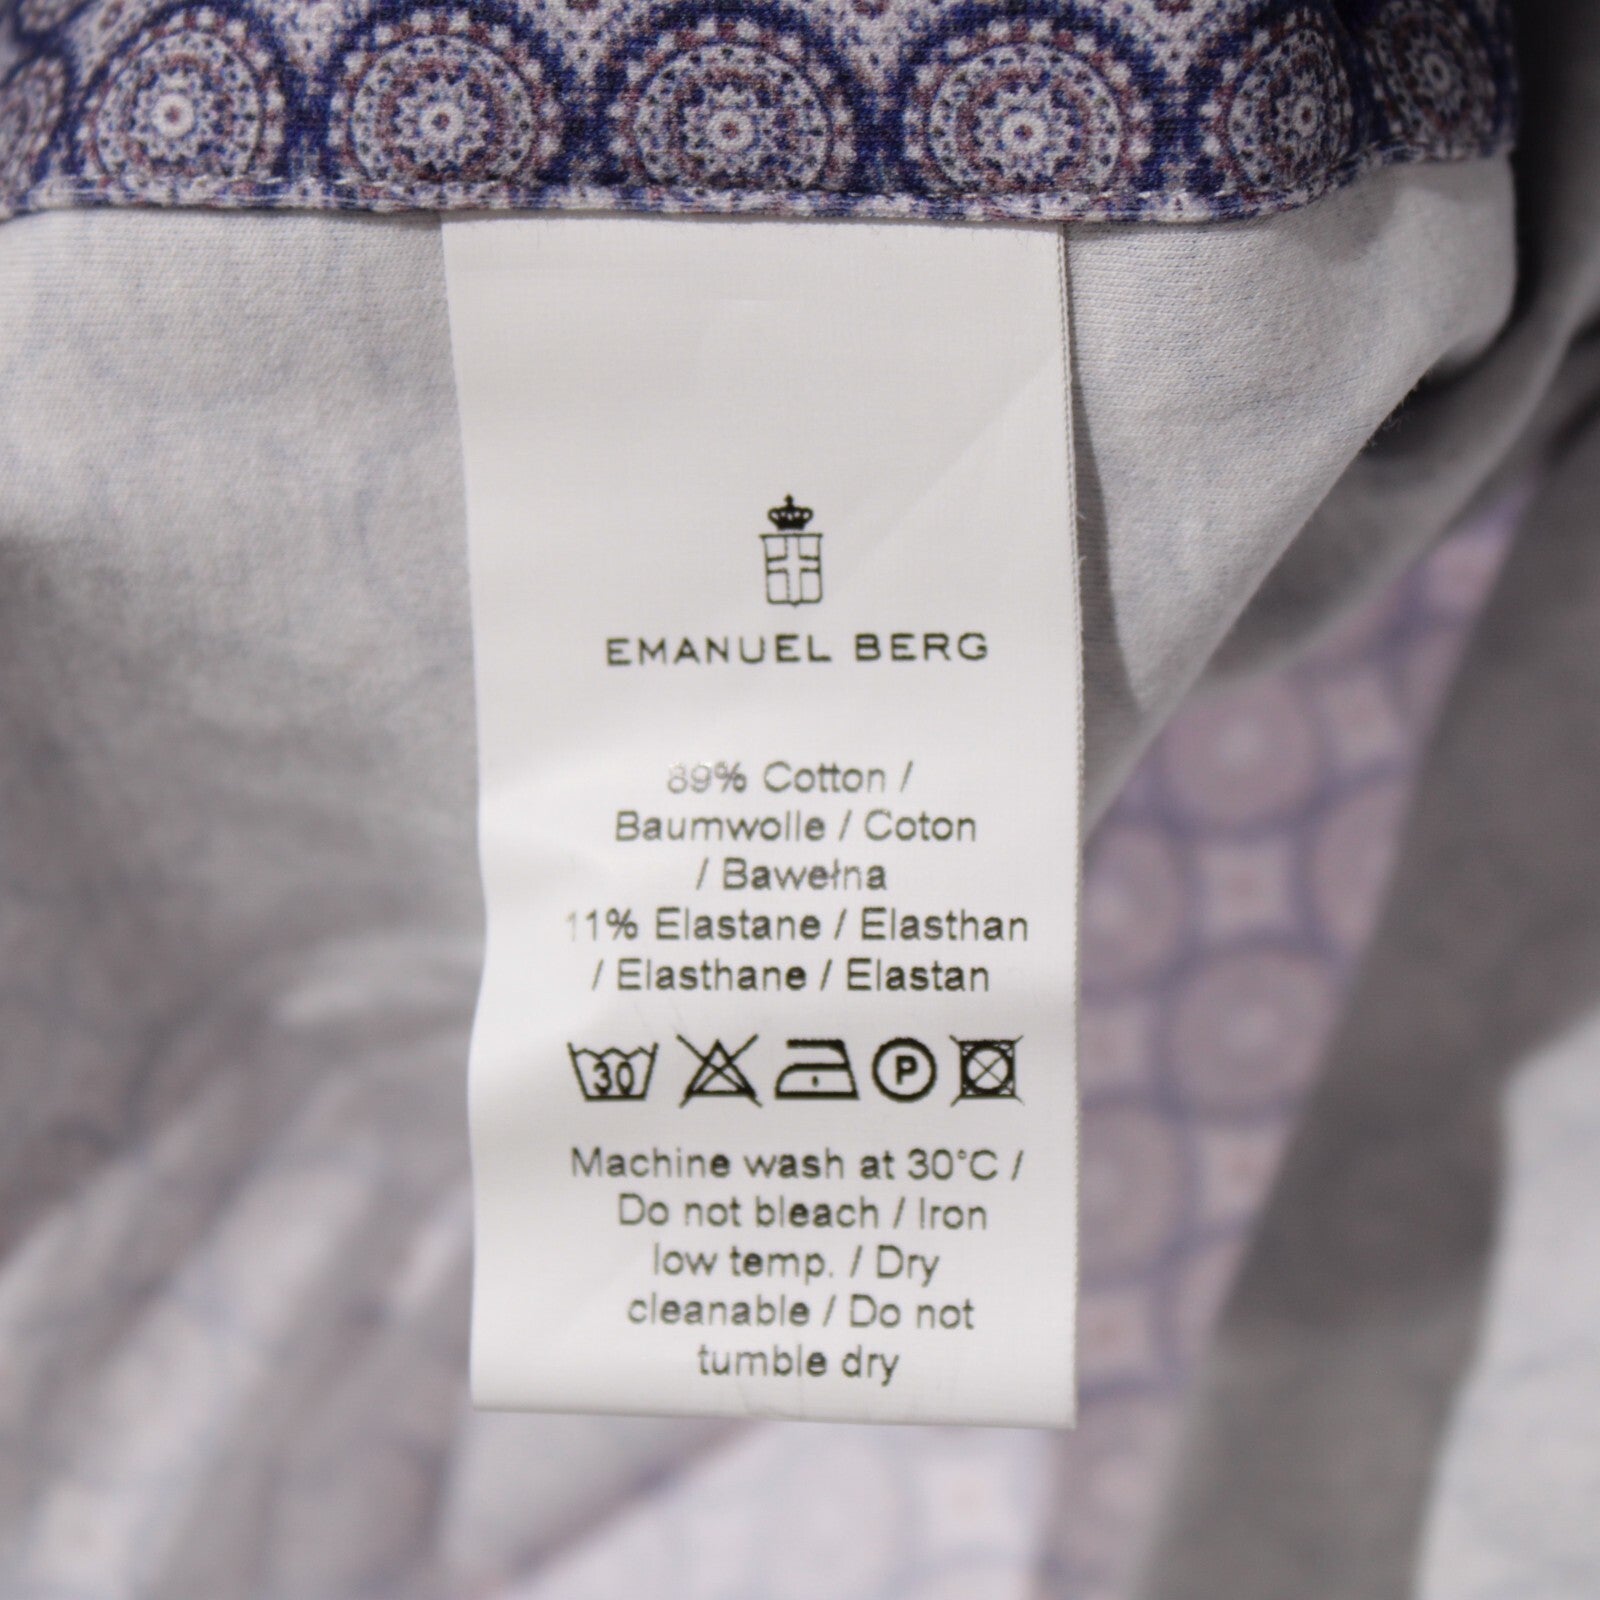 EMANUEL BERG
89% Cotton /
Baumwolle / Coton
/ Bawełna
11% Elastane / Elasthan
/ Elasthane / Elastan
30 P
Machine wash at 30°C /
Do not bleach / Iron
low temp. / Dry
cleanable / Do not
tumble dry